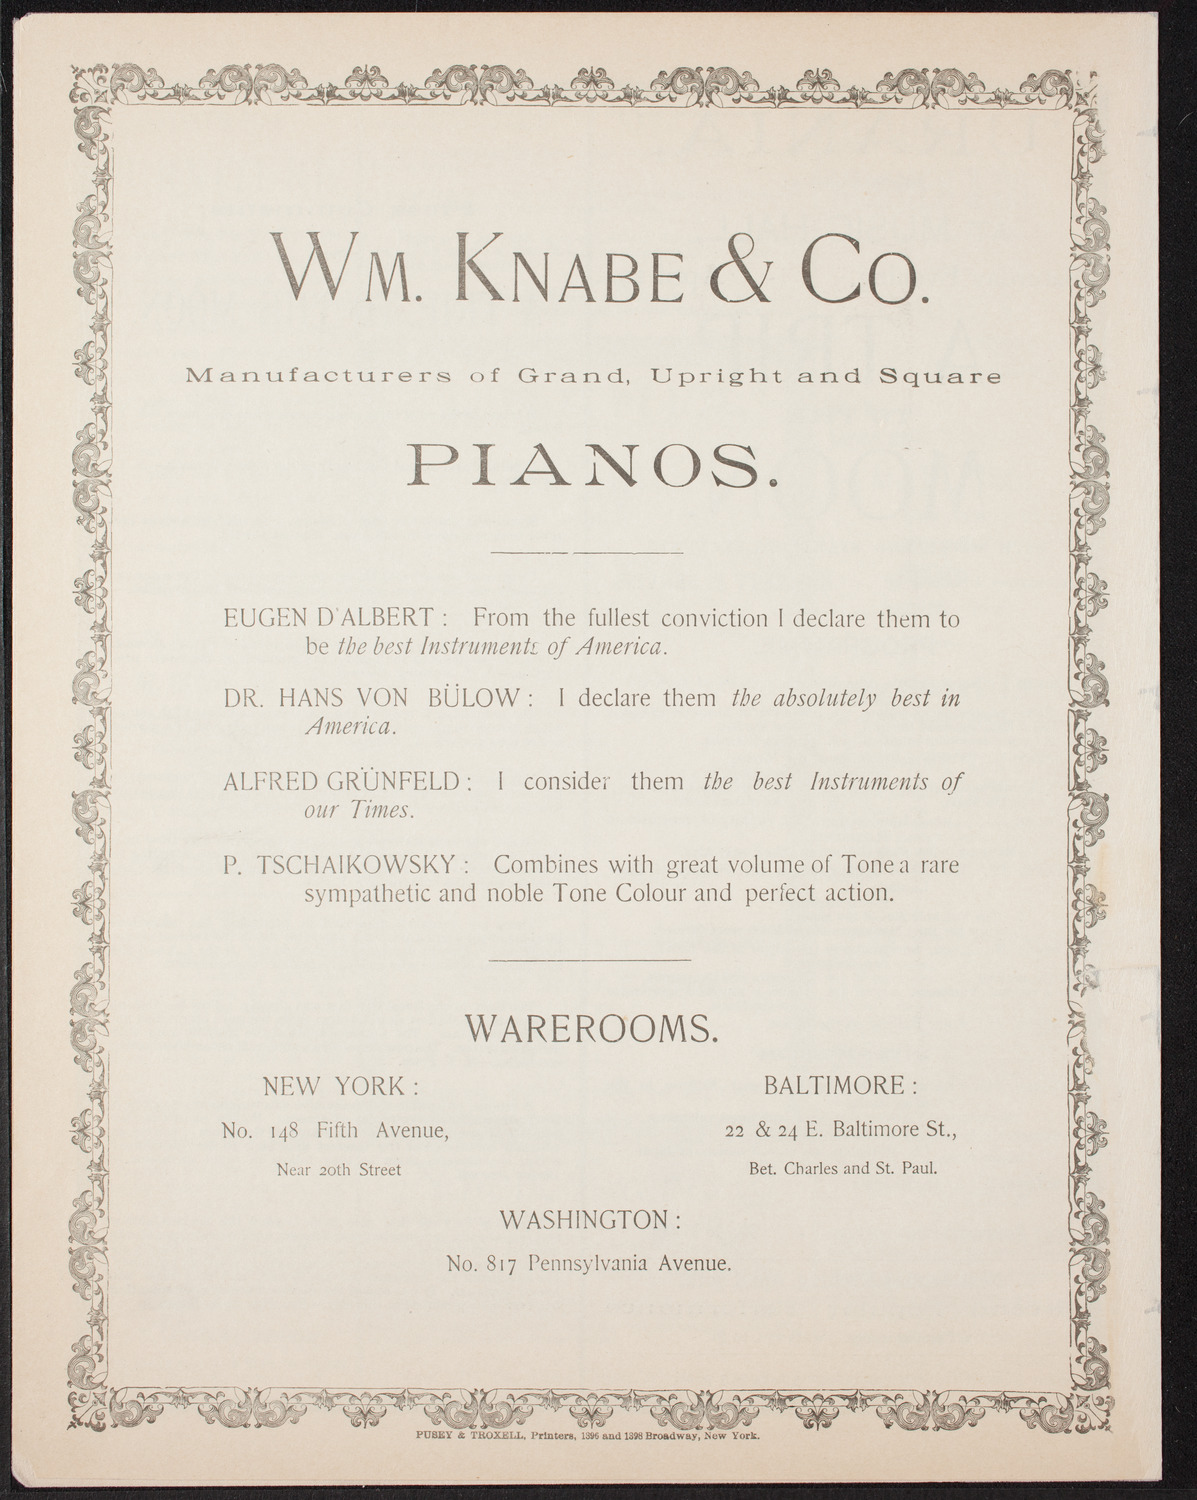 WM. KNABE & CO.
Manufacturers of Grand, Upright and Square
PIANOS.
EUGEN D'ALBERT : From the fullest conviction I declare them to
be the best Instruments of America.
DR. HANS VON BÜLOW : I declare them the absolutely best in
America.
ALFRED GRÜNFELD : I consider them the best Instruments of
our Times.
P. TSCHAIKOWSKY : Combines with great volume of Tone a rare
sympathetic and noble Tone Colour and perfect action.
WAREROOMS.
NEW YORK :
No. 148 Fifth Avenue,
Near 20th Street
BALTIMORE :
22 & 24 E. Baltimore St.,
Bet. Charles and St. Paul.
WASHINGTON :
No. 817 Pennsylvania Avenue.
PUSEY & TROXELL, Printers, 1396 and 1398 Broadway, New York.